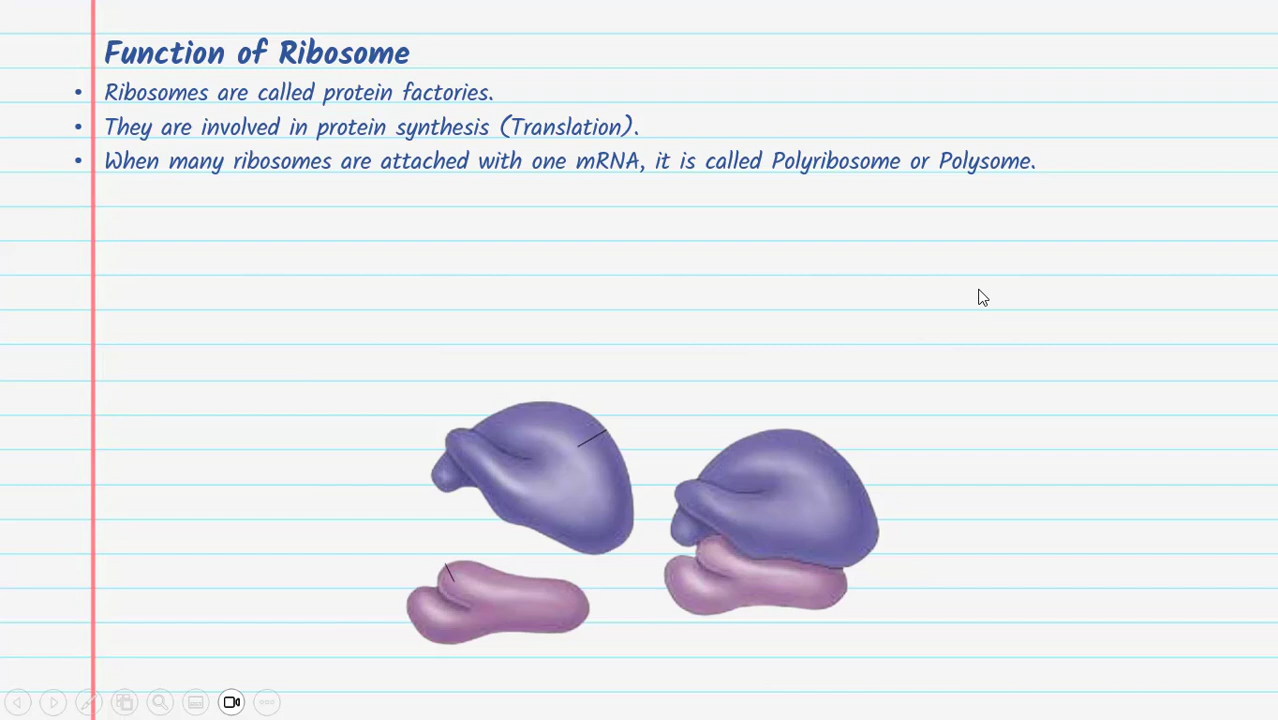 Function of Ribosome
• Ribosomes are called protein factories.
• They are involved in protein synthesis (Translation).
• When many ribosomes are attached with one mRNA, it is called Polyribosome or Polysome.